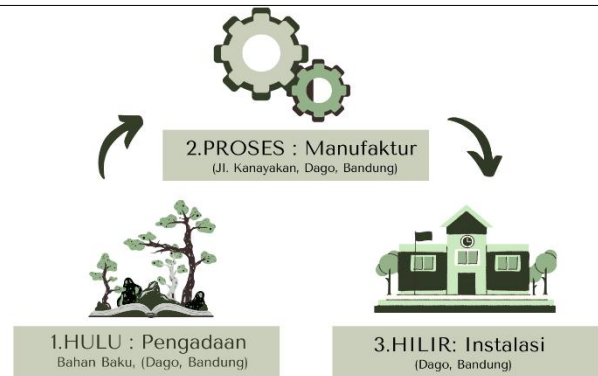 2.PROSES : Manufaktur
(Jl. Kanayakan, Dago, Bandung)
1.HULU : Pengadaan
Bahan Baku, (Dago, Bandung)
3.HILIR: Instalasi
(Dago, Bandung)